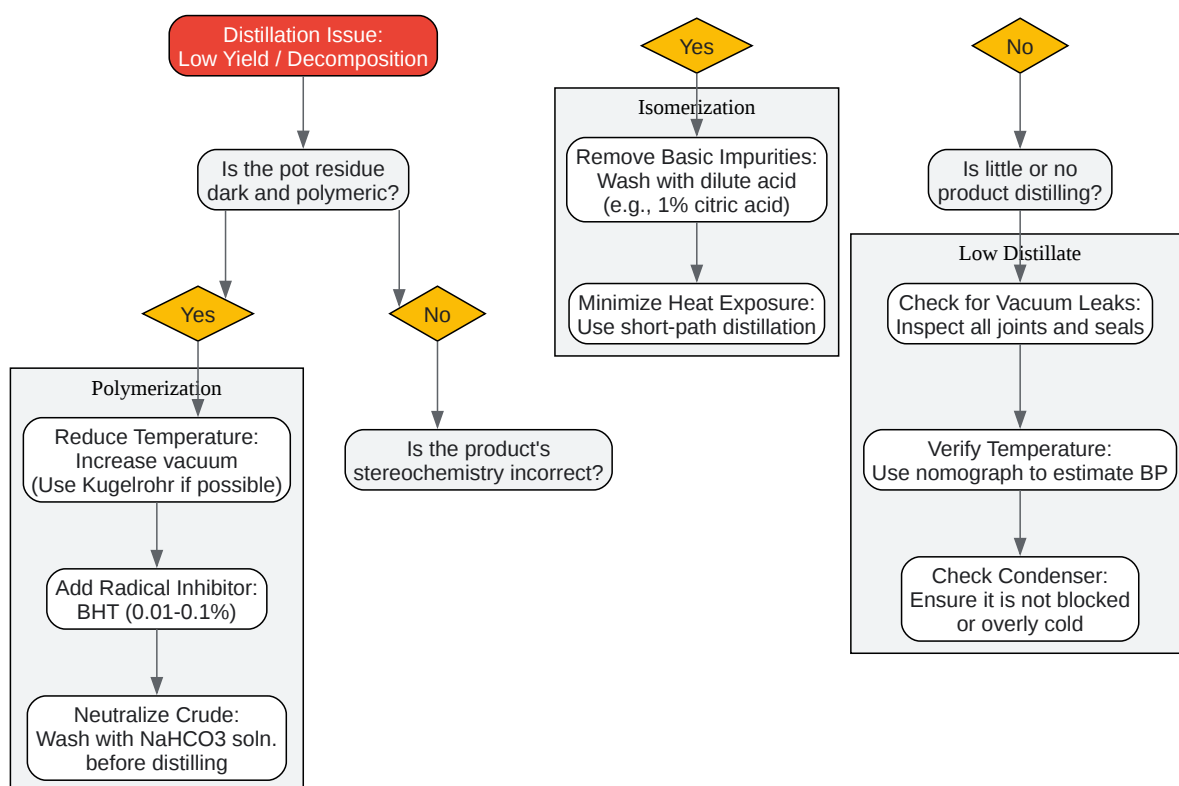 Distillation Issue:
Low Yield / Decomposition
Is the pot residue
dark and polymeric?
Yes
No
Polymerization
Reduce Temperature:
Increase vacuum
(Use Kugelrohr if possible)
Add Radical Inhibitor:
BHT (0.01-0.1%)
Neutralize Crude:
Wash with NaHCO3 soln.
before distilling
Is the product's
stereochemistry incorrect?
Yes
Isomerization
Remove Basic Impurities:
Wash with dilute acid
(e.g., 1% citric acid)
Minimize Heat Exposure:
Use short-path distillation
No
Is little or no
product distilling?
Low Distillate
Check for Vacuum Leaks:
Inspect all joints and seals
Verify Temperature:
Use nomograph to estimate BP
Check Condenser:
Ensure it is not blocked
or overly cold